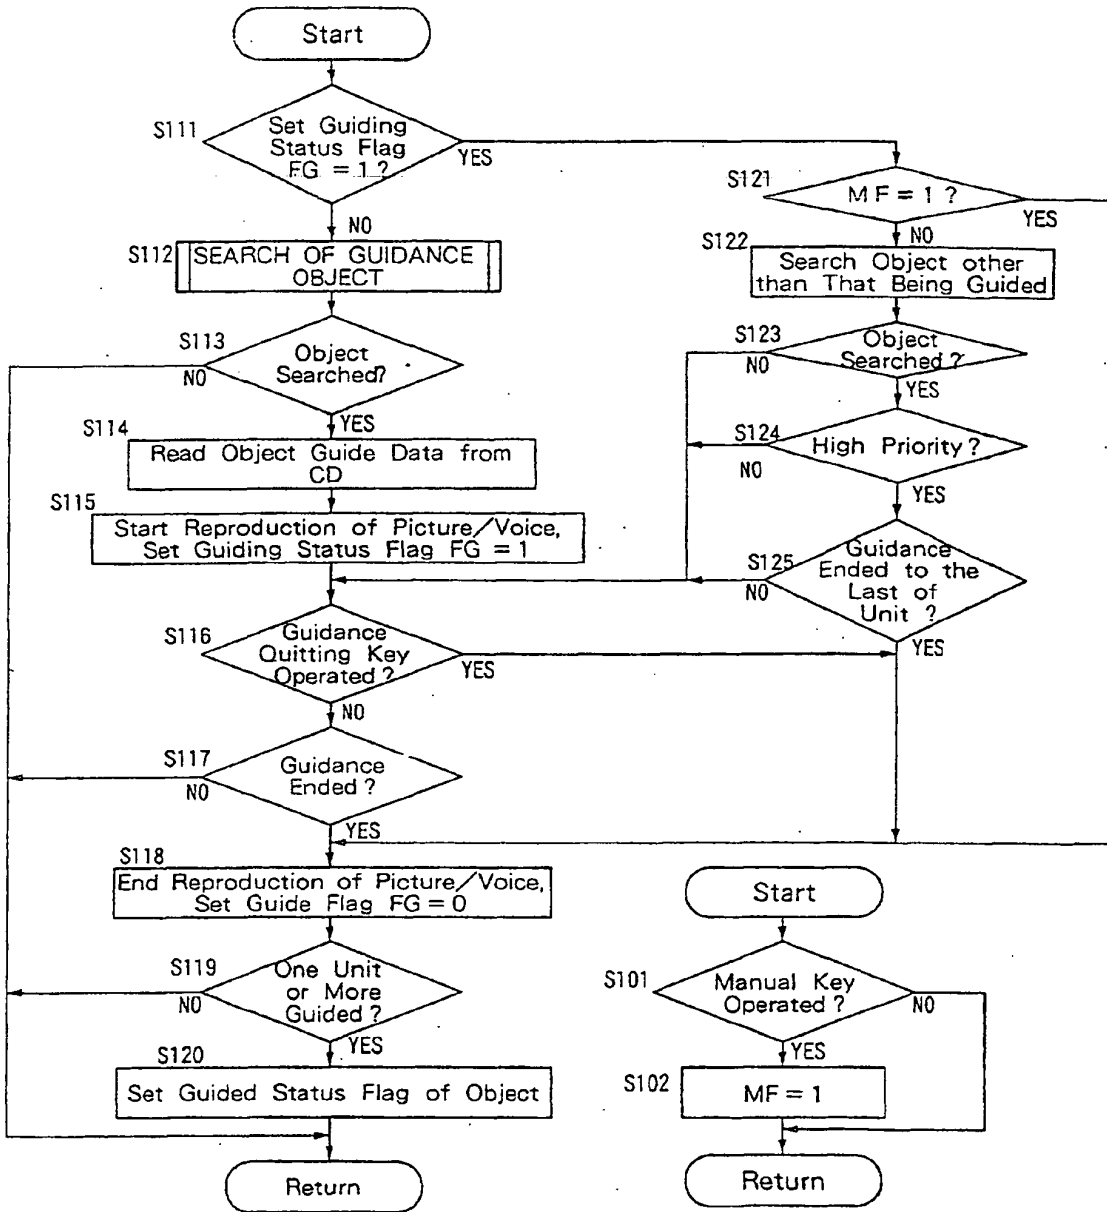 Start
S111
Set Guiding
Status Flag
FG = 1 ?
YES
NO
S121
MF = 1 ?
YES
NO
S112
SEARCH OF GUIDANCE
OBJECT
S122
Search Object other
than That Being Guided
S113
Object
Searched?
NO
YES
S123
Object
Searched ?
NO
YES
S114
Read Object Guide Data from
CD
S124
High Priority ?
NO
YES
S115
Start Reproduction of Picture/Voice,
Set Guiding Status Flag FG = 1
S125
Guidance
Ended to the
Last of
Unit ?
NO
YES
S116
Guidance
Quitting Key
Operated ?
YES
NO
S117
Guidance
Ended ?
NO
YES
S118
End Reproduction of Picture/Voice,
Set Guide Flag FG = 0
S119
One Unit
or More
Guided ?
NO
YES
S120
Set Guided Status Flag of Object
Return
Start
S101
Manual Key
Operated ?
NO
YES
S102
MF = 1
Return